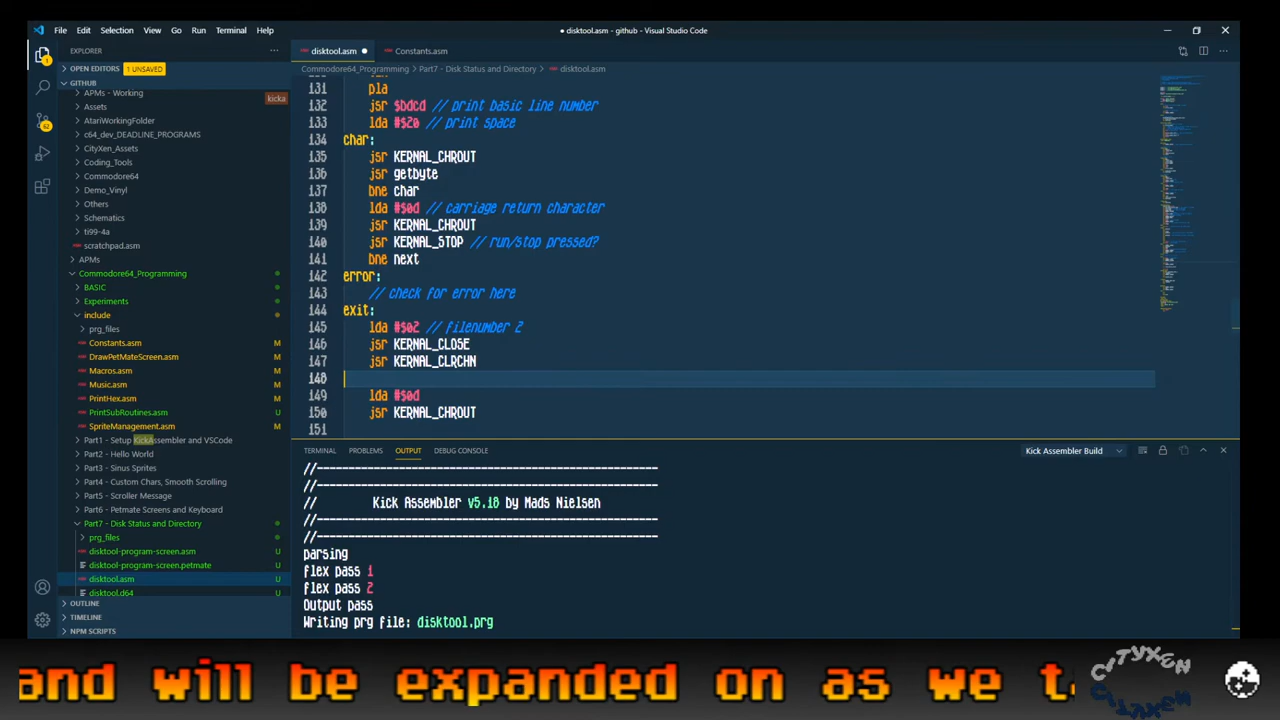 File Edit Selection View Go Run Terminal Help
● disktool.asm - github - Visual Studio Code
EXPLORER
OPEN EDITORS 1 UNSAVED
GITHUB
kicka
APMs - Working
Assets
AtariWorkingFolder
c64_dev_DEADLINE_PROGRAMS
CityXen_Assets
Coding_Tools
Commodore64
Demo_Vinyl
Others
Schematics
ti99-4a
scratchpad.asm
APMs
Commodore64_Programming
BASIC
Experiments
include
prg_files
Constants.asm M
DrawPetMateScreen.asm M
Macros.asm M
Music.asm M
PrintHex.asm M
PrintSubRoutines.asm U
SpriteManagement.asm M
Part1 - Setup KickAssembler and VSCode
Part2 - Hello World
Part3 - Sinus Sprites
Part4 - Custom Chars, Smooth Scrolling
Part5 - Scroller Message
Part6 - Petmate Screens and Keyboard
Part7 - Disk Status and Directory
prg_files
disktool-program-screen.asm U
disktool-program-screen.petmate U
disktool.asm U
disktool.d64 U
OUTLINE
TIMELINE
NPM SCRIPTS
1
62
disktool.asm ● Constants.asm
Commodore64_Programming > Part7 - Disk Status and Directory > disktool.asm
131 pla
132 jsr $bdcd // print basic line number
133 lda #$20 // print space
134 char:
135 jsr KERNAL_CHROUT
136 jsr getbyte
137 bne char
138 lda #$0d // carriage return character
139 jsr KERNAL_CHROUT
140 jsr KERNAL_STOP // run/stop pressed?
141 bne next
142 error:
143 // check for error here
144 exit:
145 lda #$02 // filenumber 2
146 jsr KERNAL_CLOSE
147 jsr KERNAL_CLRCHN
148
149 lda #$0d
150 jsr KERNAL_CHROUT
151
TERMINAL PROBLEMS OUTPUT DEBUG CONSOLE
Kick Assembler Build
//------------------------------------------------------
//------------------------------------------------------
// Kick Assembler v5.18 by Mads Nielsen
//------------------------------------------------------
//------------------------------------------------------
parsing
flex pass 1
flex pass 2
Output pass
Writing prg file: disktool.prg
and will be expanded on as we
CITYXEN